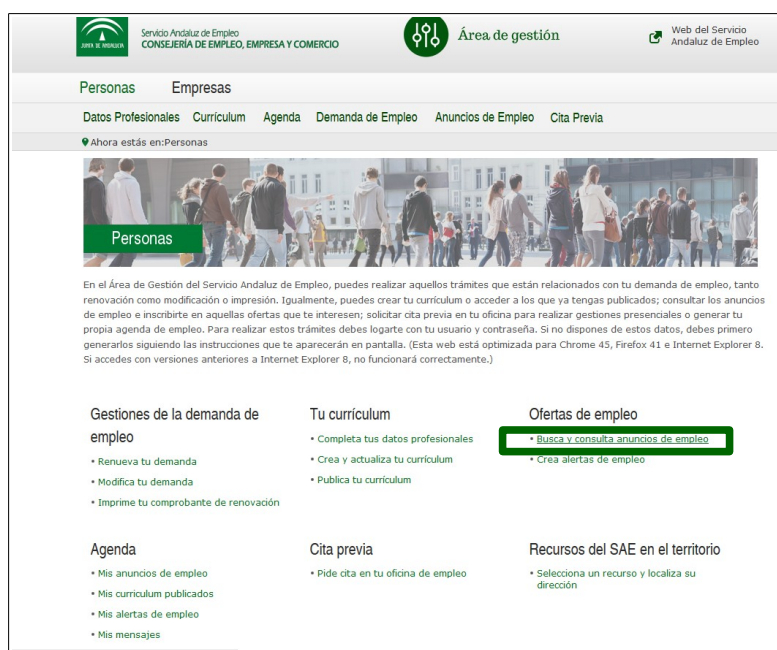 JUNTA DE ANDALUCIA
Servicio Andaluz de Empleo
CONSEJERÍA DE EMPLEO, EMPRESA Y COMERCIO
Área de gestión
Web del Servicio
Andaluz de Empleo
Personas Empresas
Datos Profesionales Currículum Agenda Demanda de Empleo Anuncios de Empleo Cita Previa
Ahora estás en:Personas
Personas
En el Área de Gestión del Servicio Andaluz de Empleo, puedes realizar aquellos trámites que están relacionados con tu demanda de empleo, tanto
renovación como modificación o impresión. Igualmente, puedes crear tu currículum o acceder a los que ya tengas publicados; consultar los anuncios
de empleo e inscribirte en aquellas ofertas que te interesen; solicitar cita previa en tu oficina para realizar gestiones presenciales o generar tu
propia agenda de empleo. Para realizar estos trámites debes logarte con tu usuario y contraseña. Si no dispones de estos datos, debes primero
generarlos siguiendo las instrucciones que te aparecerán en pantalla. (Esta web está optimizada para Chrome 45, Firefox 41 e Internet Explorer 8.
Si accedes con versiones anteriores a Internet Explorer 8, no funcionará correctamente.)
Gestiones de la demanda de
empleo
• Renueva tu demanda
• Modifica tu demanda
• Imprime tu comprobante de renovación
Tu currículum
• Completa tus datos profesionales
• Crea y actualiza tu currículum
• Publica tu currículum
Ofertas de empleo
• Busca y consulta anuncios de empleo
• Crea alertas de empleo
Agenda
• Mis anuncios de empleo
• Mis curriculum publicados
• Mis alertas de empleo
• Mis mensajes
Cita previa
• Pide cita en tu oficina de empleo
Recursos del SAE en el territorio
• Selecciona un recurso y localiza su
dirección